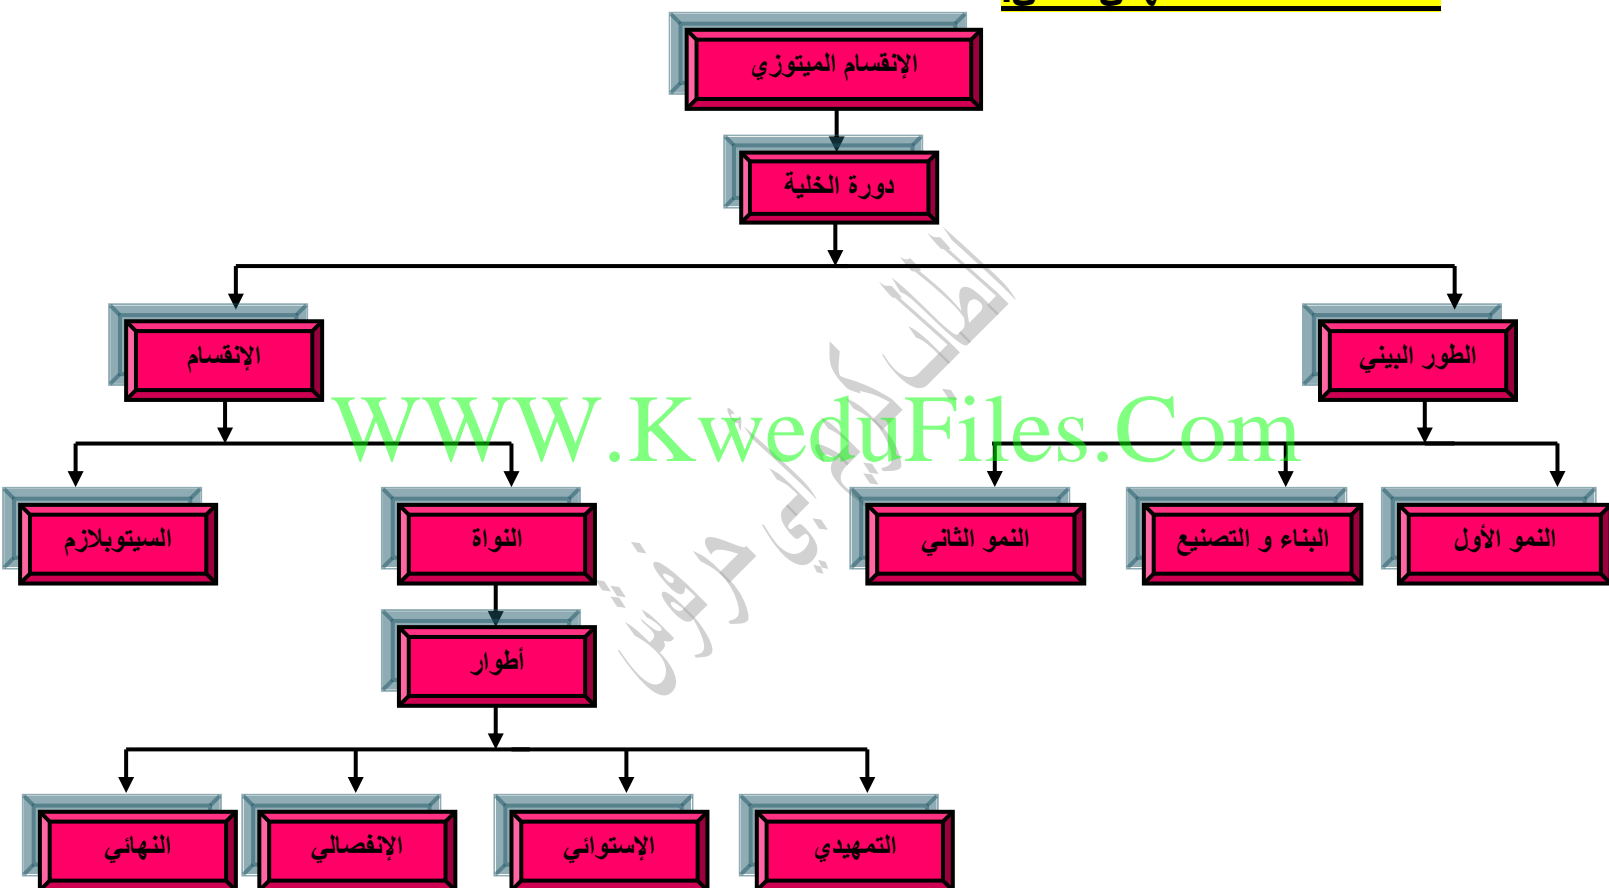 الإنقسام الميتوزي
دورة الخلية
الطور البيني
الإنقسام
WWW.KweduFiles.Com
النمو الأول
البناء و التصنيع
النمو الثاني
النواة
السيتوبلازم
أطوار
التمهيدي
الإستوائي
الإنفصالي
النهائي